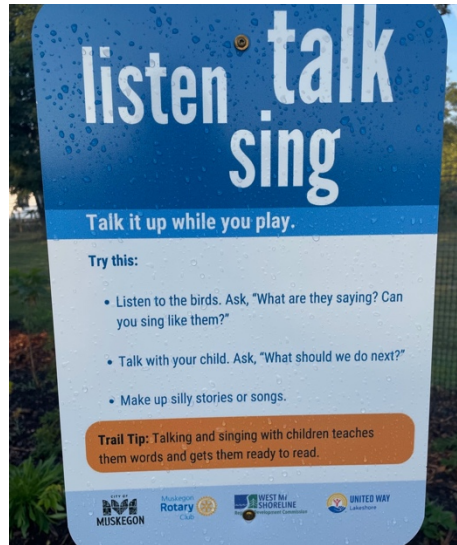 listen talk
sing
Talk it up while you play.
Try this:
• Listen to the birds. Ask, “What are they saying? Can
you sing like them?”
• Talk with your child. Ask, “What should we do next?”
• Make up silly stories or songs.
Trail Tip: Talking and singing with children teaches
them words and gets them ready to read.
CITY OF
MUSKEGON
Muskegon
Rotary
Club
WEST MI
SHORELINE
Development Commission
UNITED WAY
Lakeshore